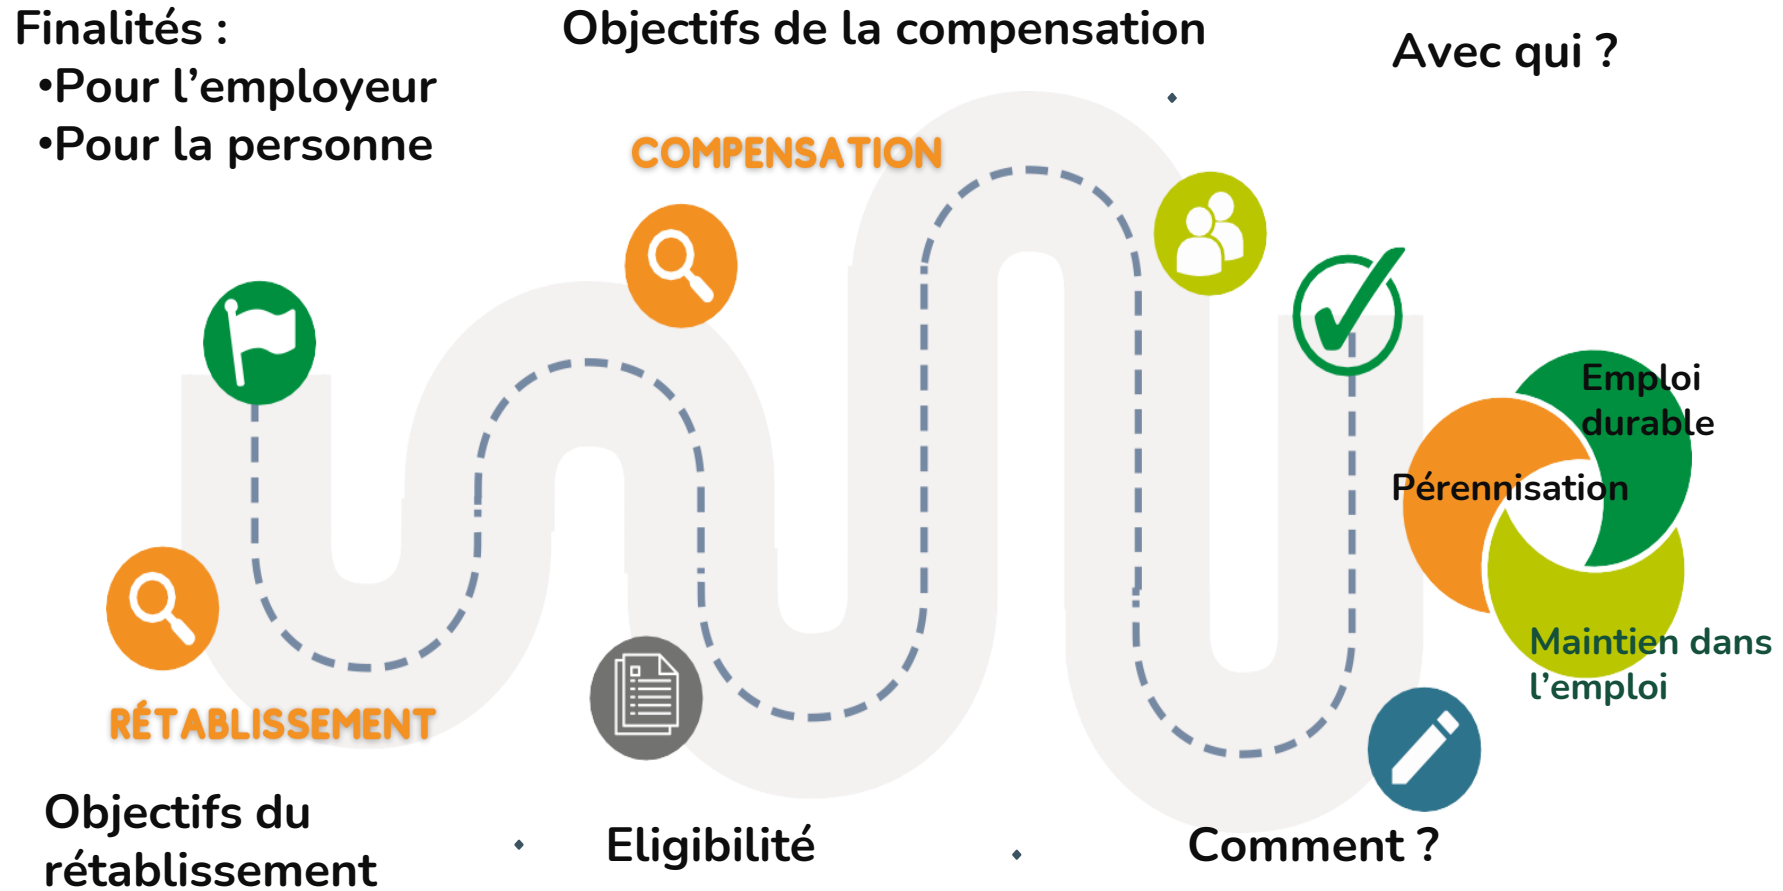 Finalités :
•Pour l’employeur
•Pour la personne
Objectifs de la compensation
Avec qui ?
COMPENSATION
Emploi
durable
Pérennisation
Maintien dans
l’emploi
RÉTABLISSEMENT
Objectifs du
rétablissement
Eligibilité
Comment ?